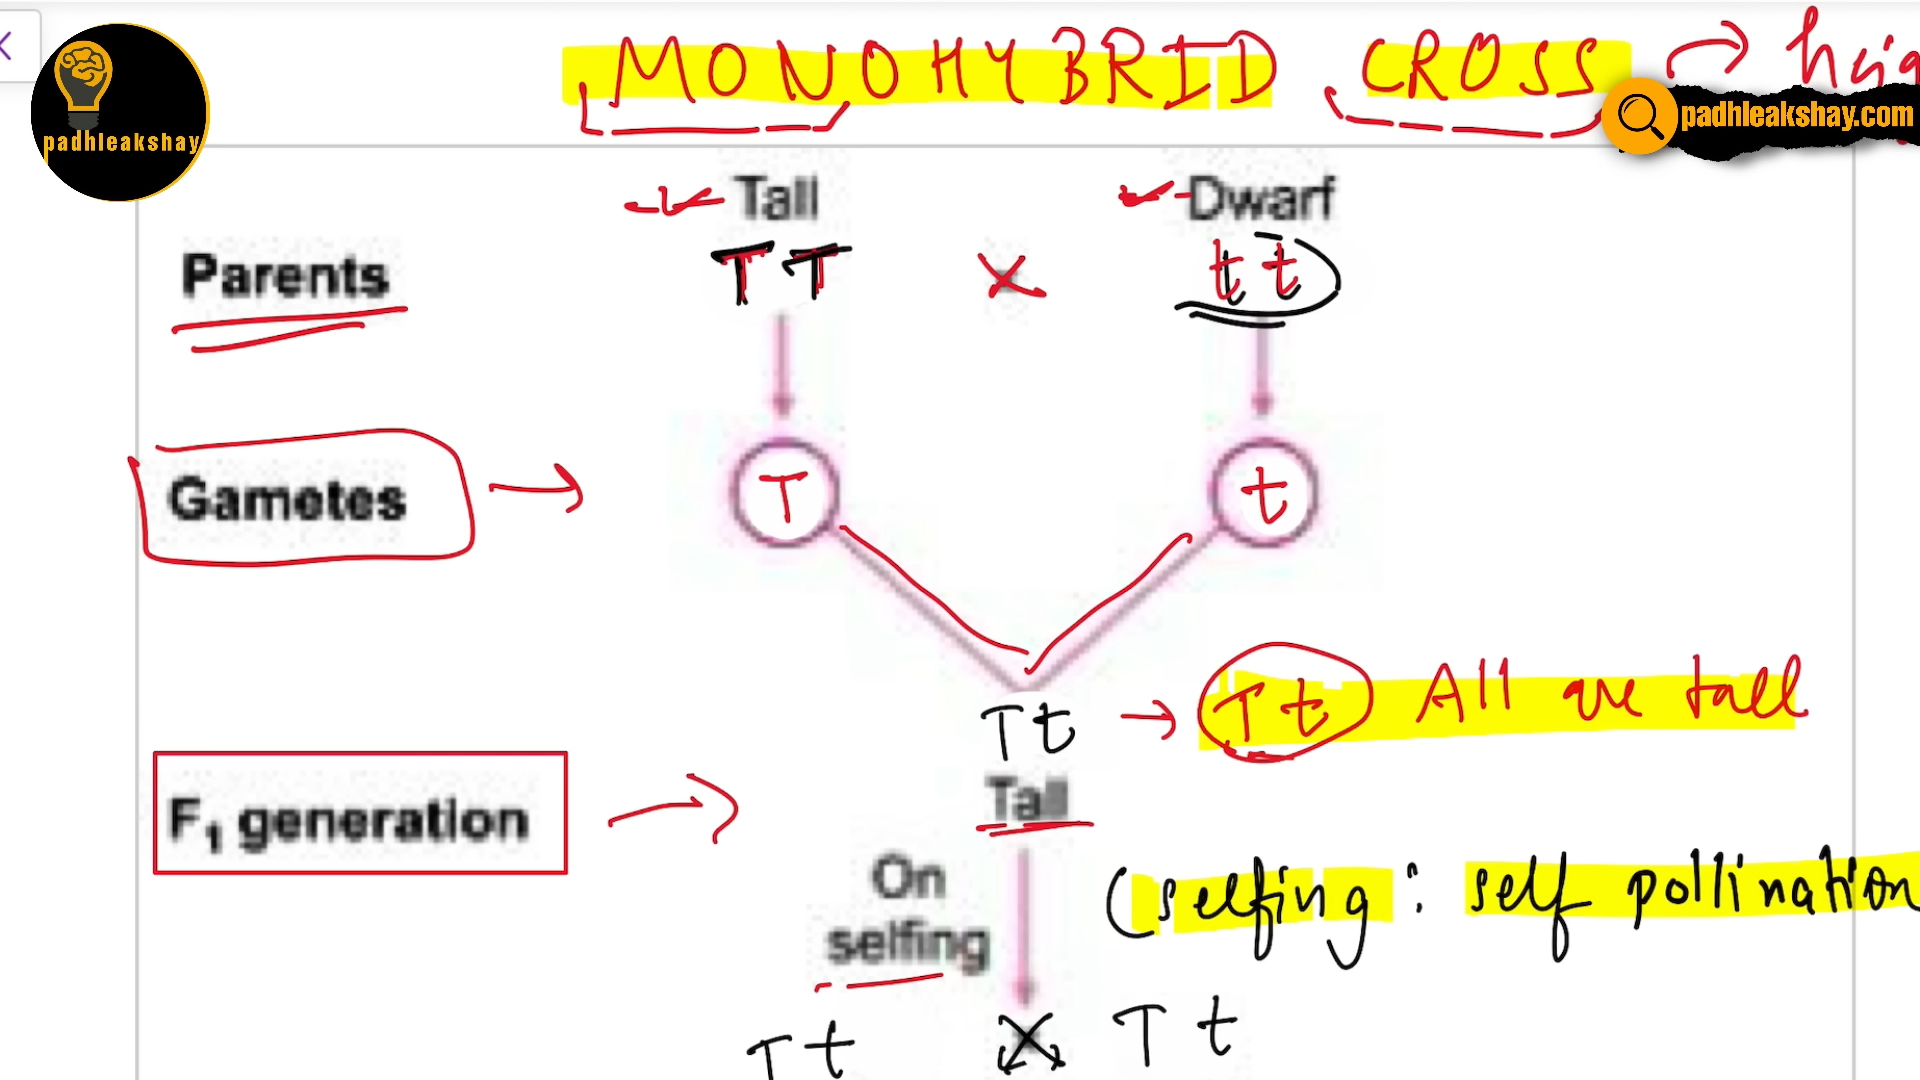 MONOHYBRID CROSS →
padhleakshay
padhleakshay.com
Tall Dwarf
Parents TT × tt
Gametes → T t
Tt → Tt All are tall
F₁ generation → Tall
On selfing (selfing: self pollination
Tt × Tt